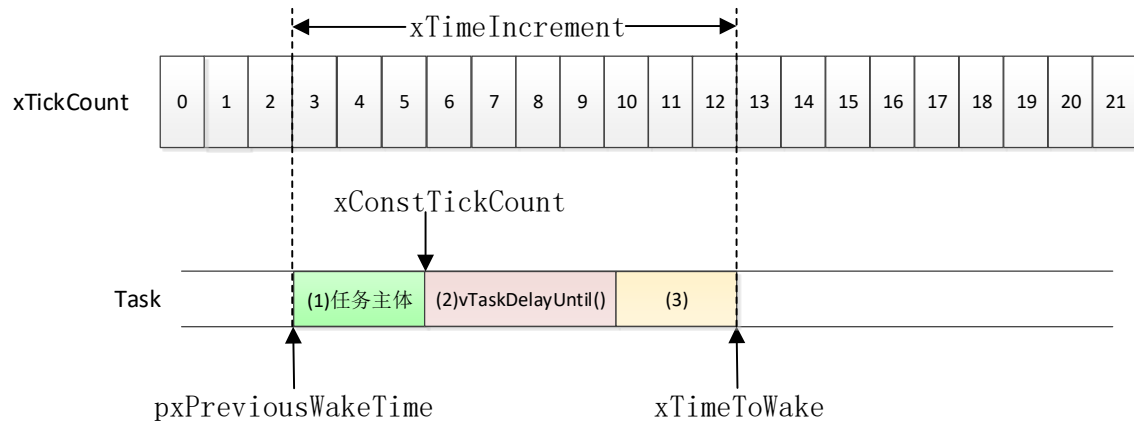 xTimeIncrement
xTickCount 0 1 2 3 4 5 6 7 8 9 10 11 12 13 14 15 16 17 18 19 20 21
xConstTickCount
Task (1)任务主体 (2)vTaskDelayUntil() (3)
pxPreviousWakeTime xTimeToWake